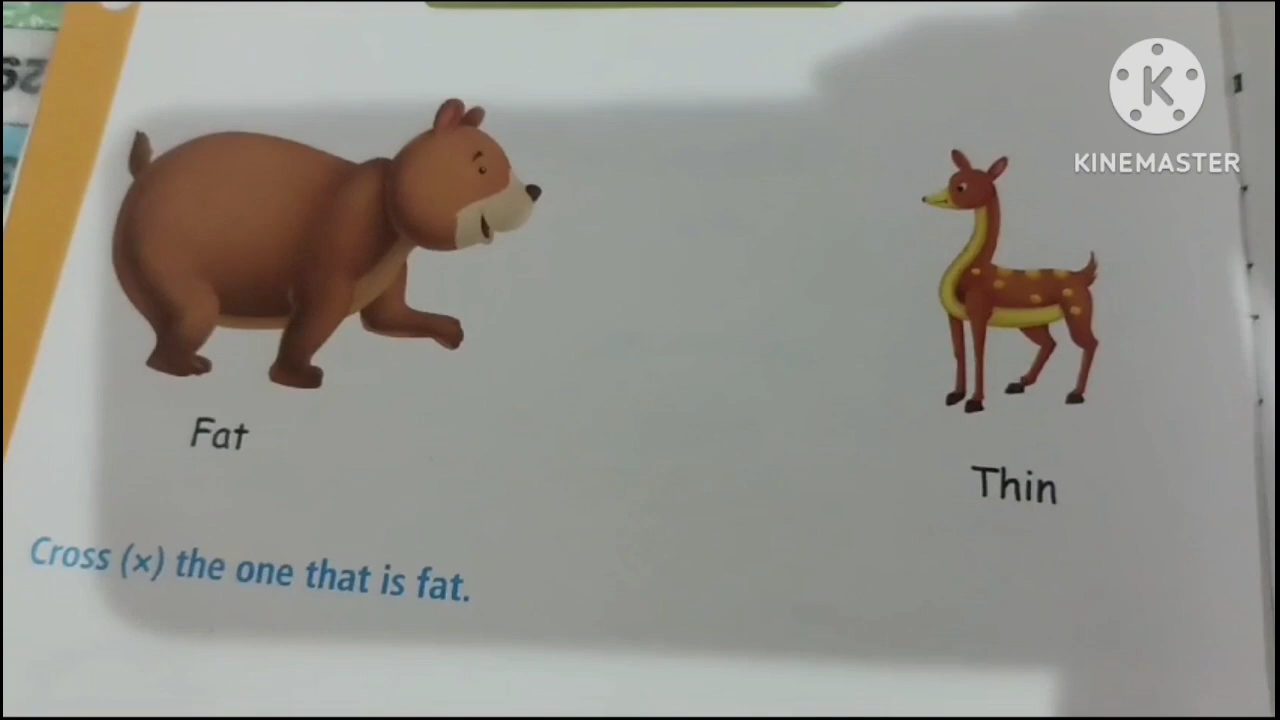 KINEMASTER
Fat
Thin
Cross (x) the one that is fat.